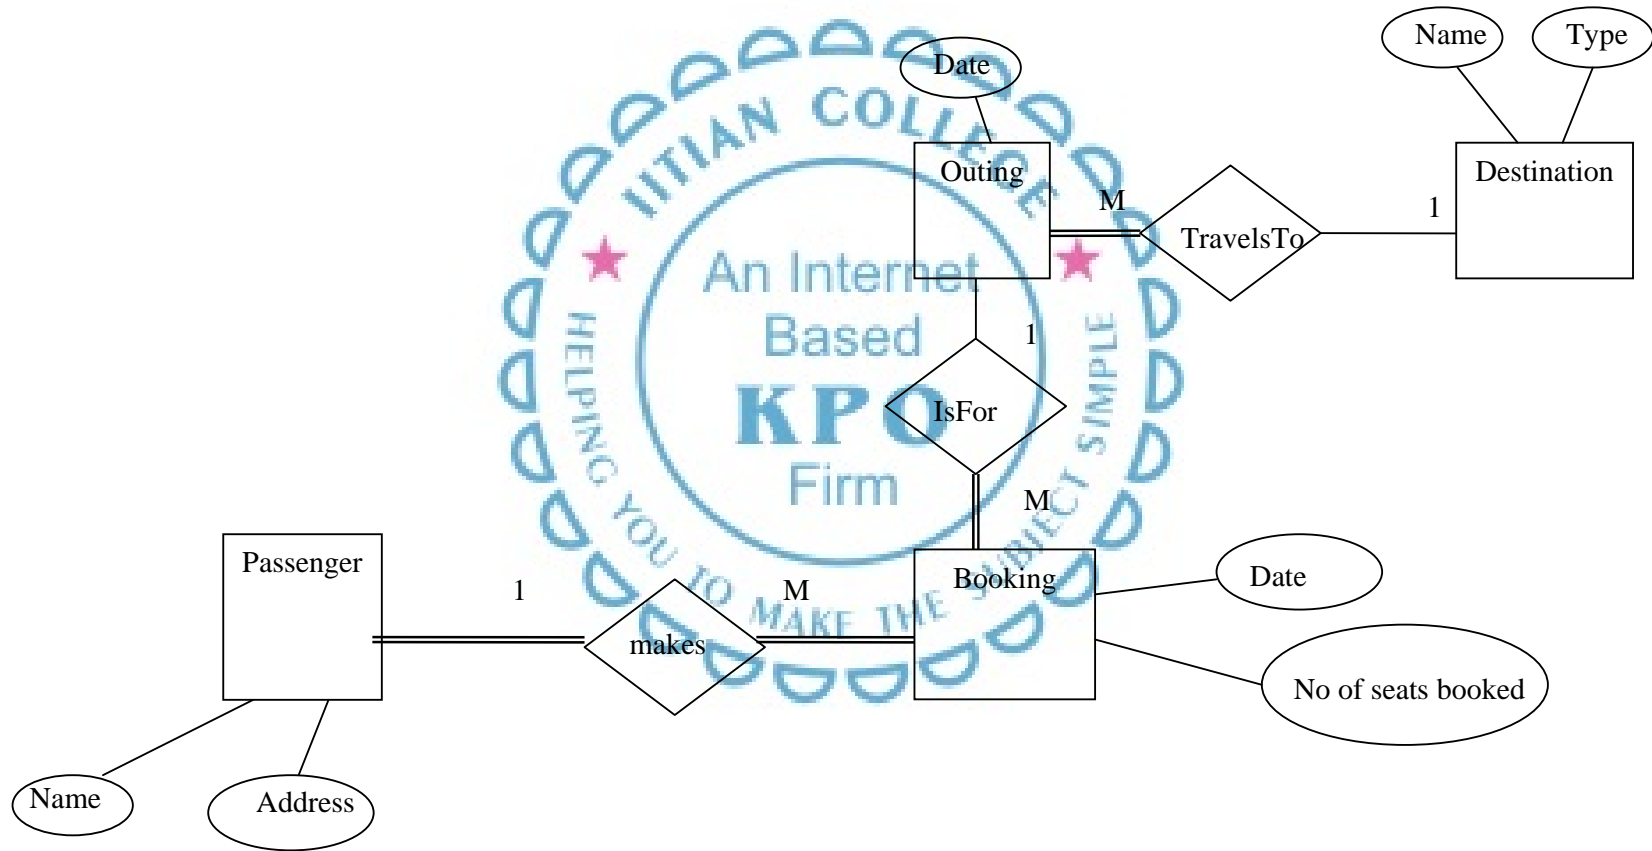 Name
Type
Date
Outing
Destination
M
1
TravelsTo
1
IsFor
M
Passenger
Booking
Date
1
M
makes
No of seats booked
Name
Address
IITIAN COLLEGE
An Internet
Based
KPO
Firm
HELPING YOU TO MAKE THE SUBJECT SIMPLE